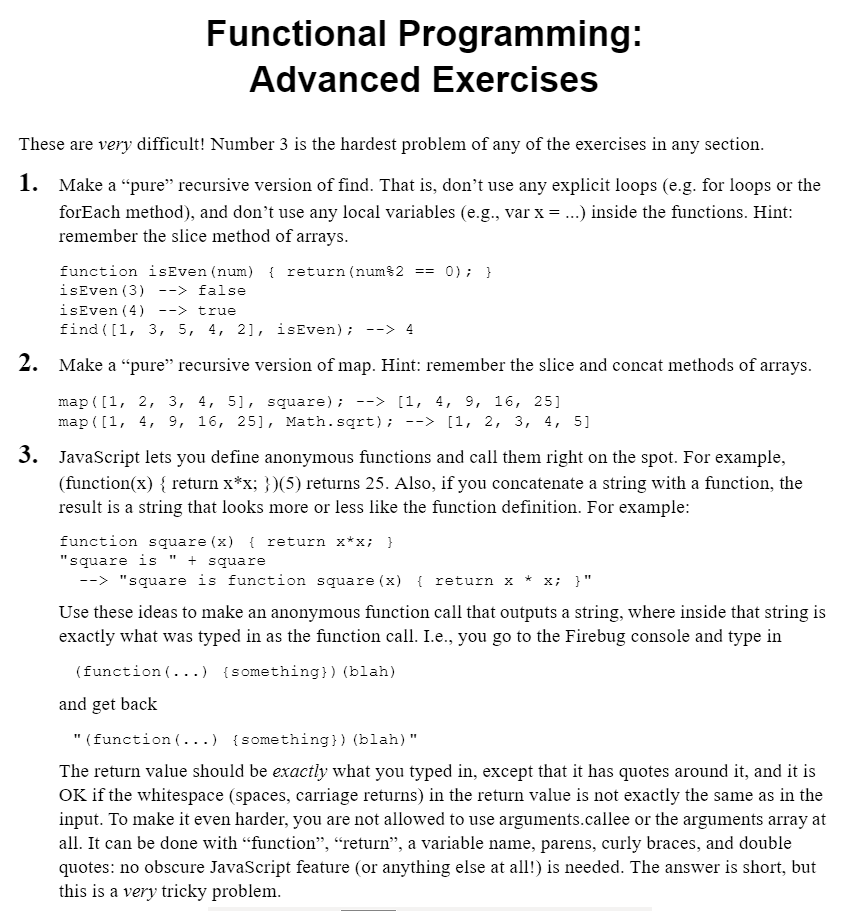 Functional Programming:
Advanced Exercises
These are very difficult! Number 3 is the hardest problem of any of the exercises in any section.
1. Make a “pure” recursive version of find. That is, don’t use any explicit loops (e.g. for loops or the
forEach method), and don’t use any local variables (e.g., var x = ...) inside the functions. Hint:
remember the slice method of arrays.
function isEven(num) { return(num%2 == 0); }
isEven(3) --> false
isEven(4) --> true
find([1, 3, 5, 4, 2], isEven); --> 4
2. Make a “pure” recursive version of map. Hint: remember the slice and concat methods of arrays.
map([1, 2, 3, 4, 5], square); --> [1, 4, 9, 16, 25]
map([1, 4, 9, 16, 25], Math.sqrt); --> [1, 2, 3, 4, 5]
3. JavaScript lets you define anonymous functions and call them right on the spot. For example,
(function(x) { return x*x; })(5) returns 25. Also, if you concatenate a string with a function, the
result is a string that looks more or less like the function definition. For example:
function square(x) { return x*x; }
"square is " + square
--> "square is function square(x) { return x * x; }"
Use these ideas to make an anonymous function call that outputs a string, where inside that string is
exactly what was typed in as the function call. I.e., you go to the Firebug console and type in
(function(...) {something})(blah)
and get back
"(function(...) {something})(blah)"
The return value should be exactly what you typed in, except that it has quotes around it, and it is
OK if the whitespace (spaces, carriage returns) in the return value is not exactly the same as in the
input. To make it even harder, you are not allowed to use arguments.callee or the arguments array at
all. It can be done with “function”, “return”, a variable name, parens, curly braces, and double
quotes: no obscure JavaScript feature (or anything else at all!) is needed. The answer is short, but
this is a very tricky problem.